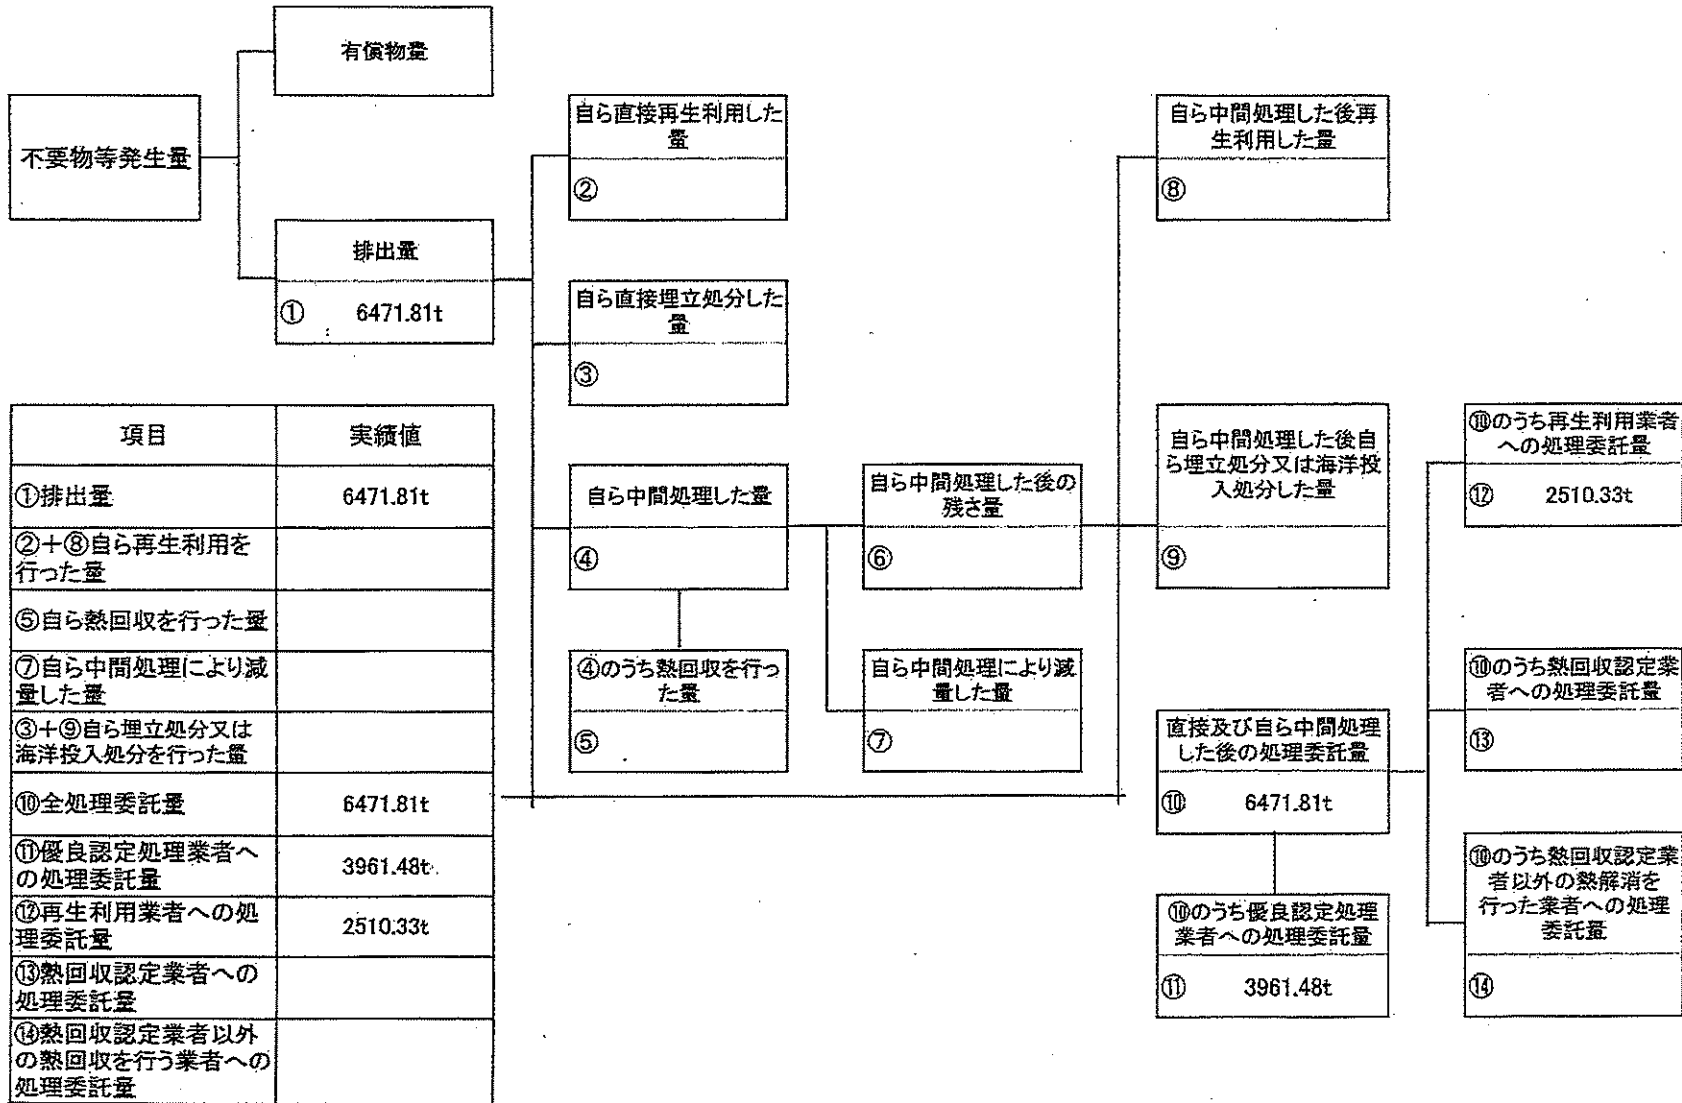 有償物量
不要物等発生量
排出量
① 6471.81t
自ら直接再生利用した
量
②
自ら直接埋立処分した
量
③
自ら中間処理した量
④
④のうち熱回収を行っ
た量
⑤
自ら中間処理した後の
残さ量
⑥
自ら中間処理により減
量した量
⑦
自ら中間処理した後再
生利用した量
⑧
自ら中間処理した後自
ら埋立処分又は海洋投
入処分した量
⑨
直接及び自ら中間処理
した後の処理委託量
⑩ 6471.81t
⑩のうち優良認定処理
業者への処理委託量
⑪ 3961.48t
⑩のうち再生利用業者
への処理委託量
⑫ 2510.33t
⑩のうち熱回収認定業
者への処理委託量
⑬
⑩のうち熱回収認定業
者以外の熱解消を
行った業者への処理
委託量
⑭
項目 実績値
①排出量 6471.81t
②+⑧自ら再生利用を
行った量
⑤自ら熱回収を行った量
⑦自ら中間処理により減
量した量
③+⑨自ら埋立処分又は
海洋投入処分を行った量
⑩全処理委託量 6471.81t
⑪優良認定処理業者へ
の処理委託量 3961.48t
⑫再生利用業者への処
理委託量 2510.33t
⑬熱回収認定業者への
処理委託量
⑭熱回収認定業者以外
の熱回収を行う業者への
処理委託量